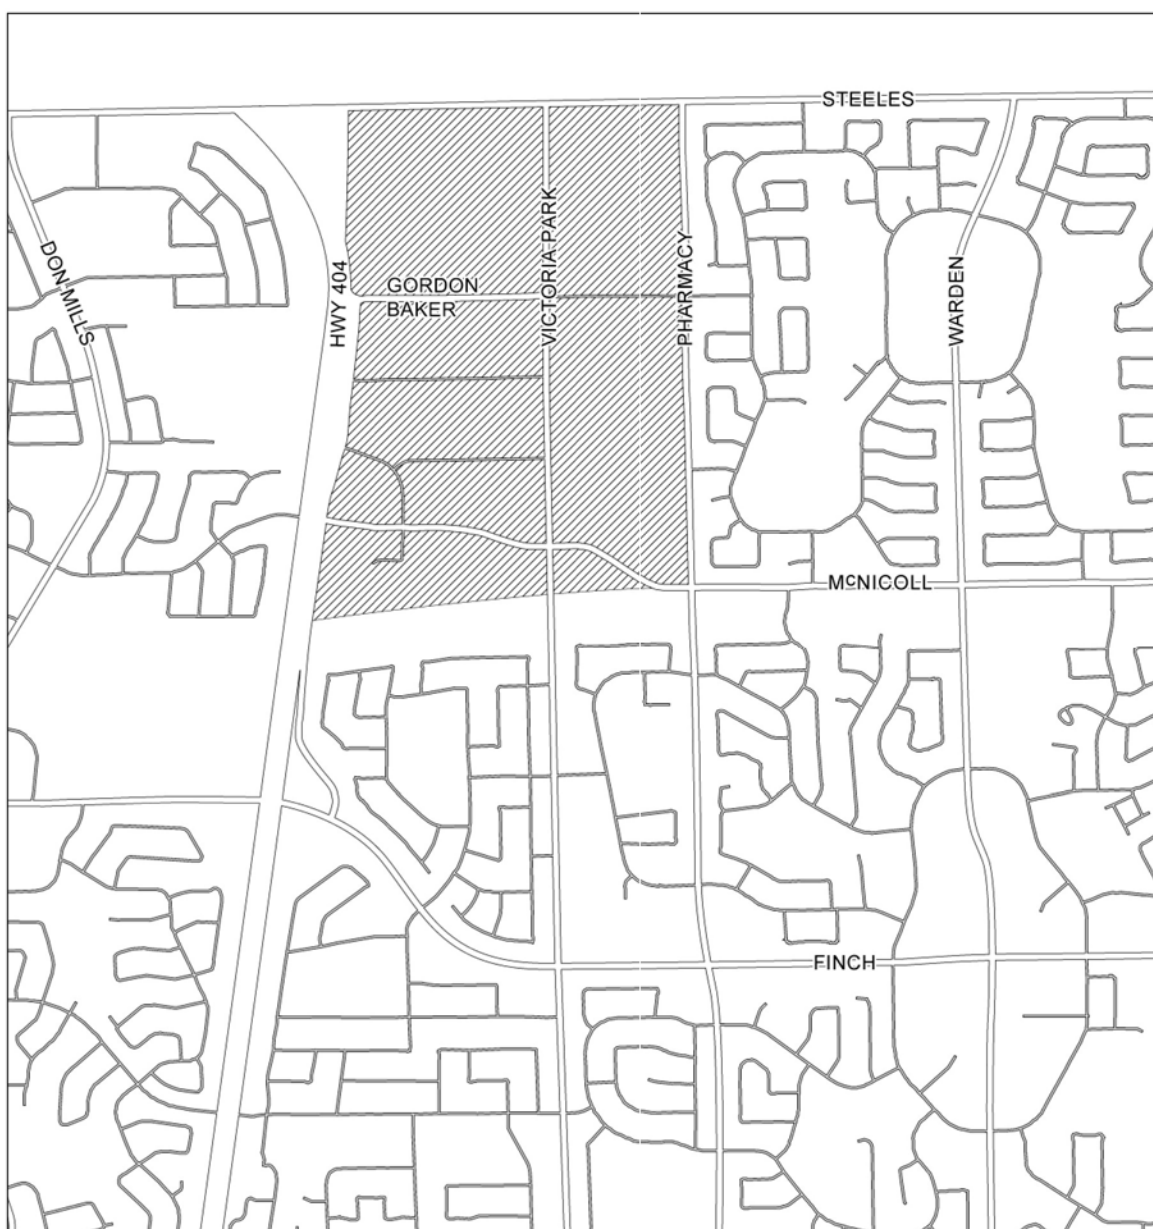 STEELES
DON MILLS
HWY 404
GORDON
BAKER
VICTORIA PARK
PHARMACY
WARDEN
McNICOLL
FINCH